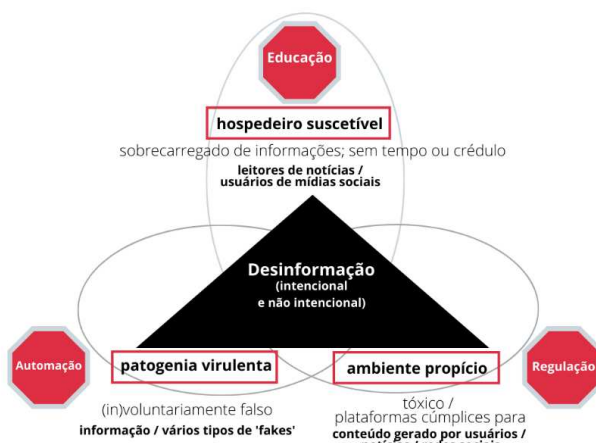 Educação
hospedeiro suscetível
sobrecarregado de informações; sem tempo ou crédulo
leitores de notícias /
usuários de mídias sociais
Desinformação
(intencional
e não intencional)
Automação
patogenia virulenta
ambiente propício
Regulação
(in)voluntariamente falso
informação / vários tipos de 'fakes'
tóxico /
plataformas cúmplices para
conteúdo gerado por usuários /